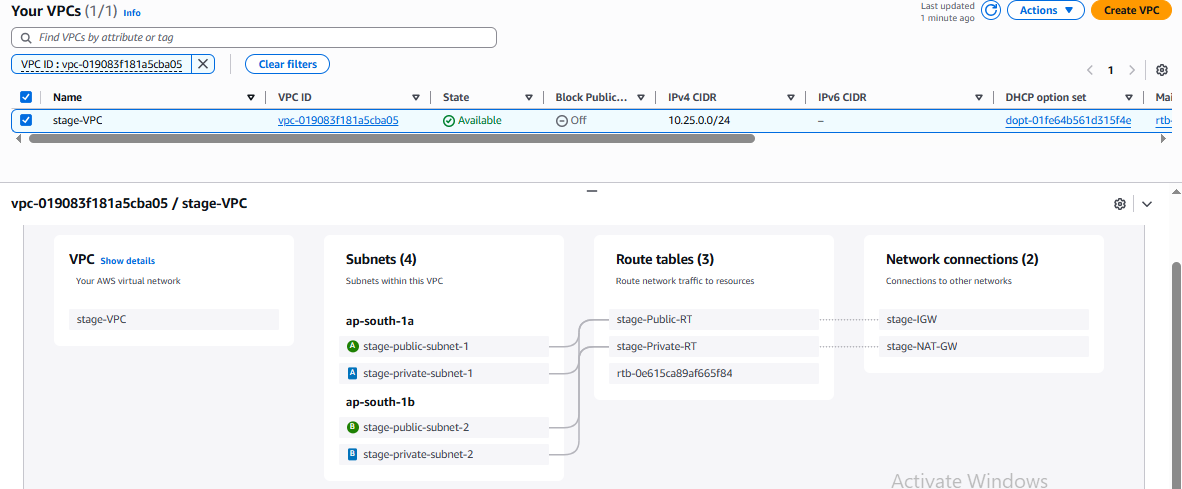 Your VPCs (1/1) Info
Last updated
1 minute ago
Actions
Create VPC
Find VPCs by attribute or tag
VPC ID : vpc-019083f181a5cba05
Clear filters
1
Name VPC ID State Block Public... IPv4 CIDR IPv6 CIDR DHCP option set Mai
stage-VPC vpc-019083f181a5cba05 Available Off 10.25.0.0/24 – dopt-01fe64b561d315f4e rtb-
vpc-019083f181a5cba05 / stage-VPC
VPC Show details
Your AWS virtual network
stage-VPC
Subnets (4)
Subnets within this VPC
ap-south-1a
A stage-public-subnet-1
A stage-private-subnet-1
ap-south-1b
B stage-public-subnet-2
B stage-private-subnet-2
Route tables (3)
Route network traffic to resources
stage-Public-RT
stage-Private-RT
rtb-0e615ca89af665f84
Network connections (2)
Connections to other networks
stage-IGW
stage-NAT-GW
Activate Windows